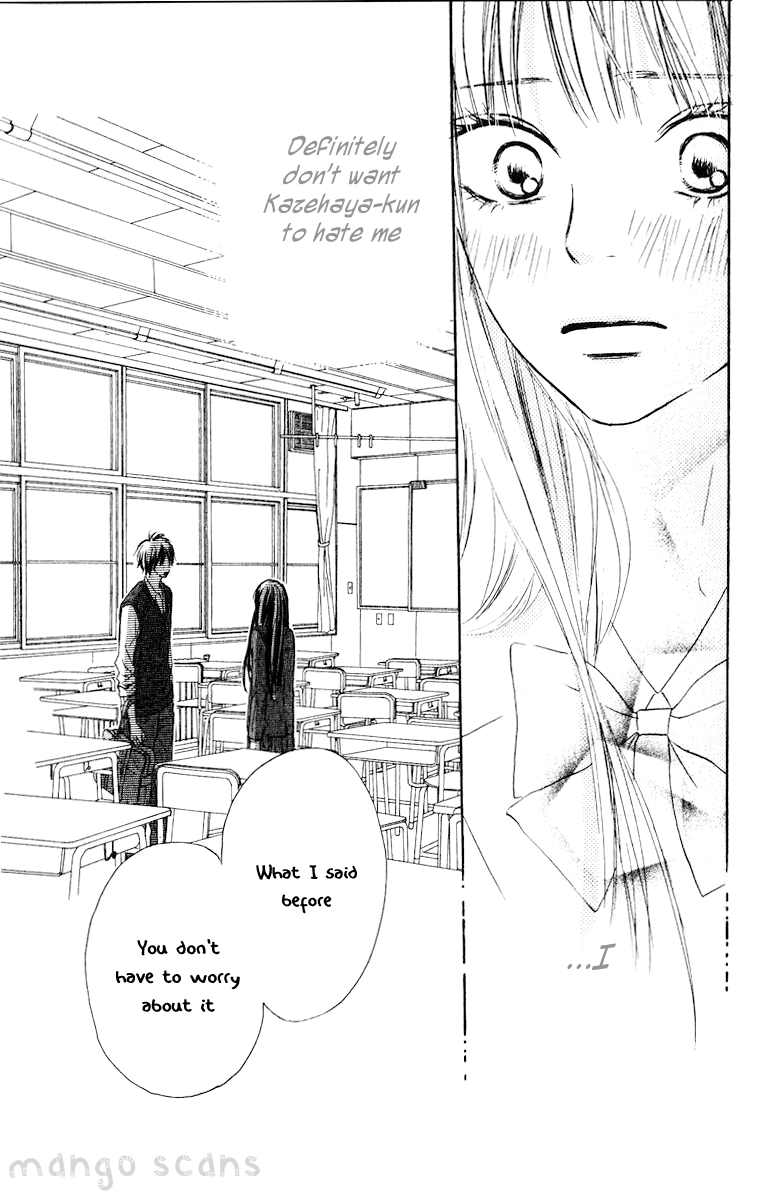 ...I
Definitely
don't want
Kazehaya-kun
to hate me
What I said
before
You don't
have to worry
about it
mango scans